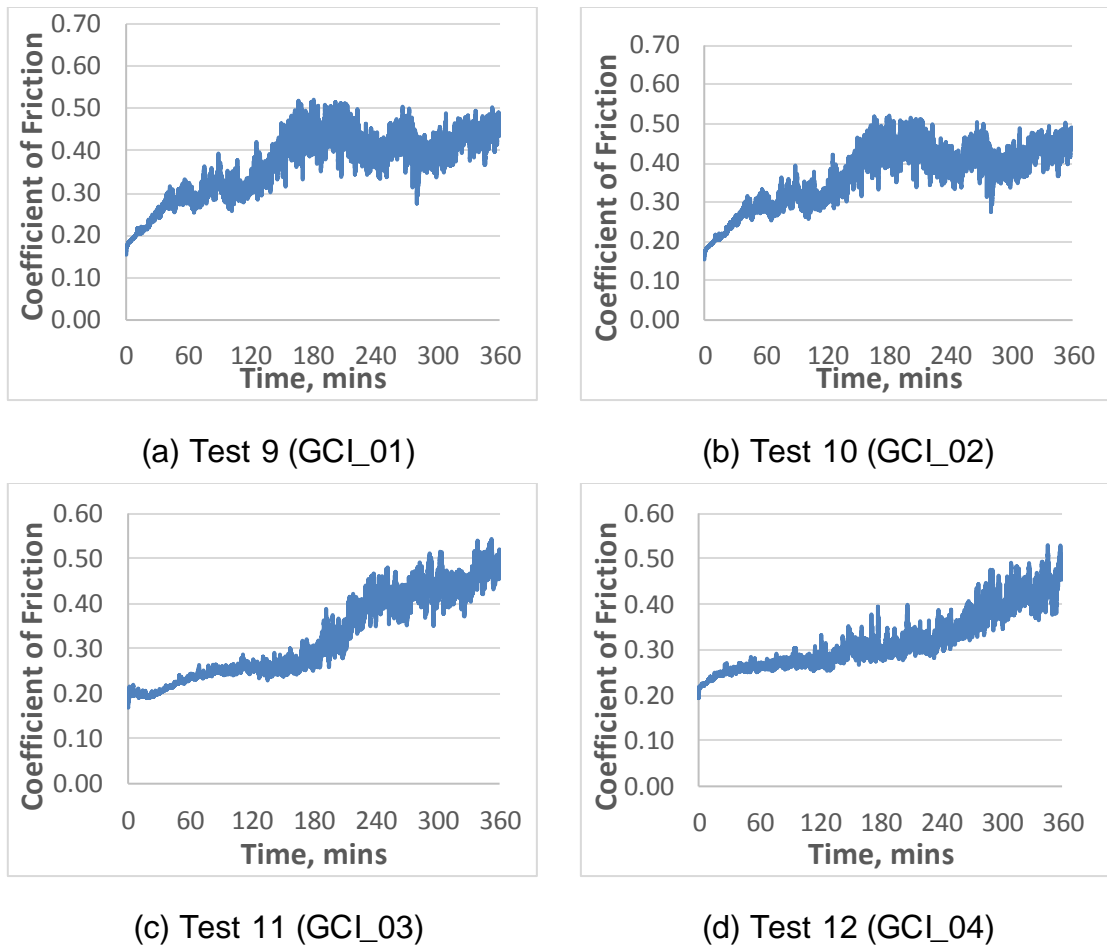 0.70
0.60
0.50
0.40
0.30
0.20
0.10
0.00
Coefficient of Friction
0 60 120 180 240 300 360
Time, mins
(a) Test 9 (GCI_01)
0.70
0.60
0.50
0.40
0.30
0.20
0.10
0.00
Coefficient of Friction
0 60 120 180 240 300 360
Time, mins
(b) Test 10 (GCI_02)
0.60
0.50
0.40
0.30
0.20
0.10
0.00
Coefficient of Friction
0 60 120 180 240 300 360
Time, mins
(c) Test 11 (GCI_03)
0.60
0.50
0.40
0.30
0.20
0.10
0.00
Coefficient of Friction
0 60 120 180 240 300 360
Time, mins
(d) Test 12 (GCI_04)